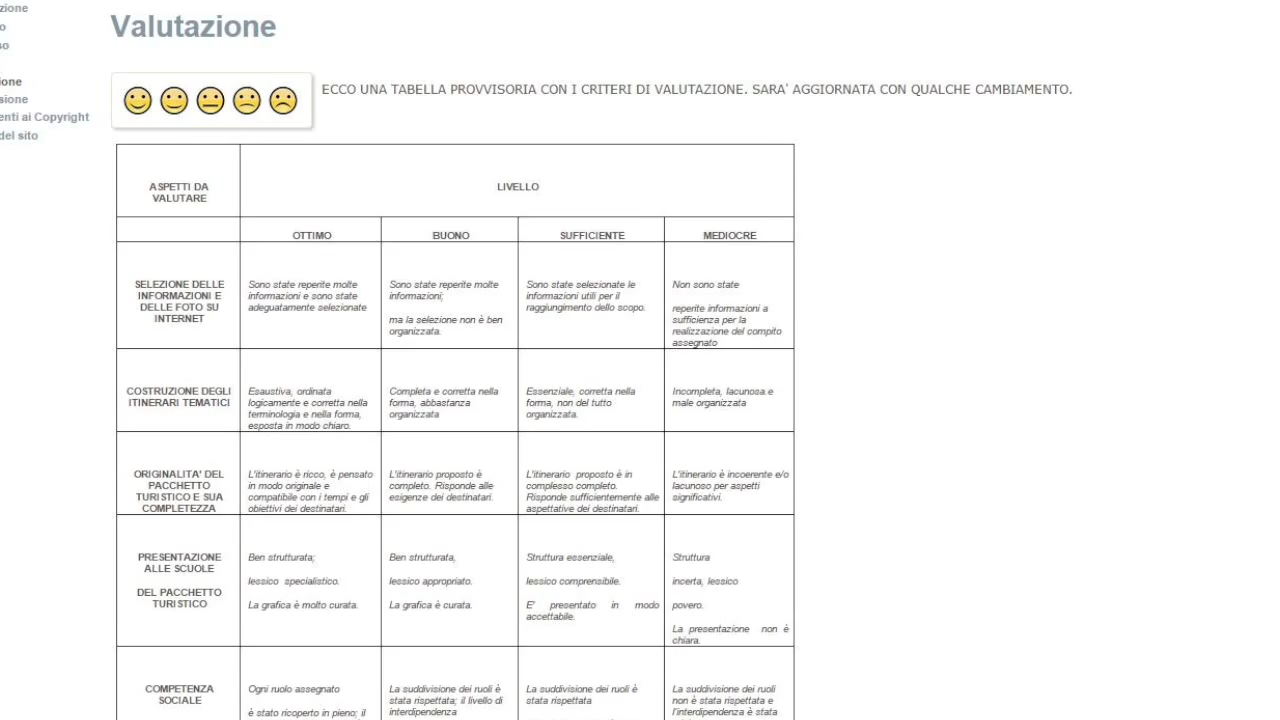 zione
o
so
Valutazione
ione
sione
enti ai Copyright
del sito
ECCO UNA TABELLA PROVVISORIA CON I CRITERI DI VALUTAZIONE. SARA' AGGIORNATA CON QUALCHE CAMBIAMENTO.
ASPETTI DA
VALUTARE
LIVELLO
OTTIMO
BUONO
SUFFICIENTE
MEDIOCRE
SELEZIONE DELLE
INFORMAZIONI E
DELLE FOTO SU
INTERNET
Sono state reperite molte
informazioni e sono state
adeguatamente selezionate
Sono state reperite molte
informazioni;
ma la selezione non è ben
organizzata.
Sono state selezionate le
informazioni utili per il
raggiungimento dello scopo.
Non sono state
reperite informazioni a
sufficienza per la
realizzazione del compito
assegnato
COSTRUZIONE DEGLI
ITINERARI TEMATICI
Esaustiva, ordinata
logicamente e corretta nella
terminologia e nella forma,
esposta in modo chiaro.
Completa e corretta nella
forma, abbastanza
organizzata
Essenziale, corretta nella
forma, non del tutto
organizzata.
Incompleta, lacunosa e
male organizzata
ORIGINALITA' DEL
PACCHETTO
TURISTICO E SUA
COMPLETEZZA
L'itinerario è ricco, è pensato
in modo originale e
compatibile con i tempi e gli
obiettivi dei destinatari.
L'itinerario proposto è
completo. Risponde alle
esigenze dei destinatari.
L'itinerario proposto è in
complesso completo.
Risponde sufficientemente alle
aspettative dei destinatari.
L'itinerario è incoerente e/o
lacunoso per aspetti
significativi.
PRESENTAZIONE
ALLE SCUOLE
DEL PACCHETTO
TURISTICO
Ben strutturata;
lessico specialistico.
La grafica è molto curata.
Ben strutturata,
lessico appropriato.
La grafica è curata.
Struttura essenziale,
lessico comprensibile.
E' presentato in modo
accettabile.
Struttura
incerta, lessico
povero.
La presentazione non è
chiara.
COMPETENZA
SOCIALE
Ogni ruolo assegnato
è stato ricoperto in pieno; il
La suddivisione dei ruoli è
stata rispettata; il livello di
interdipendenza
La suddivisione dei ruoli è
stata rispettata
La suddivisione dei ruoli
non è stata rispettata e
l'interdipendenza è stata